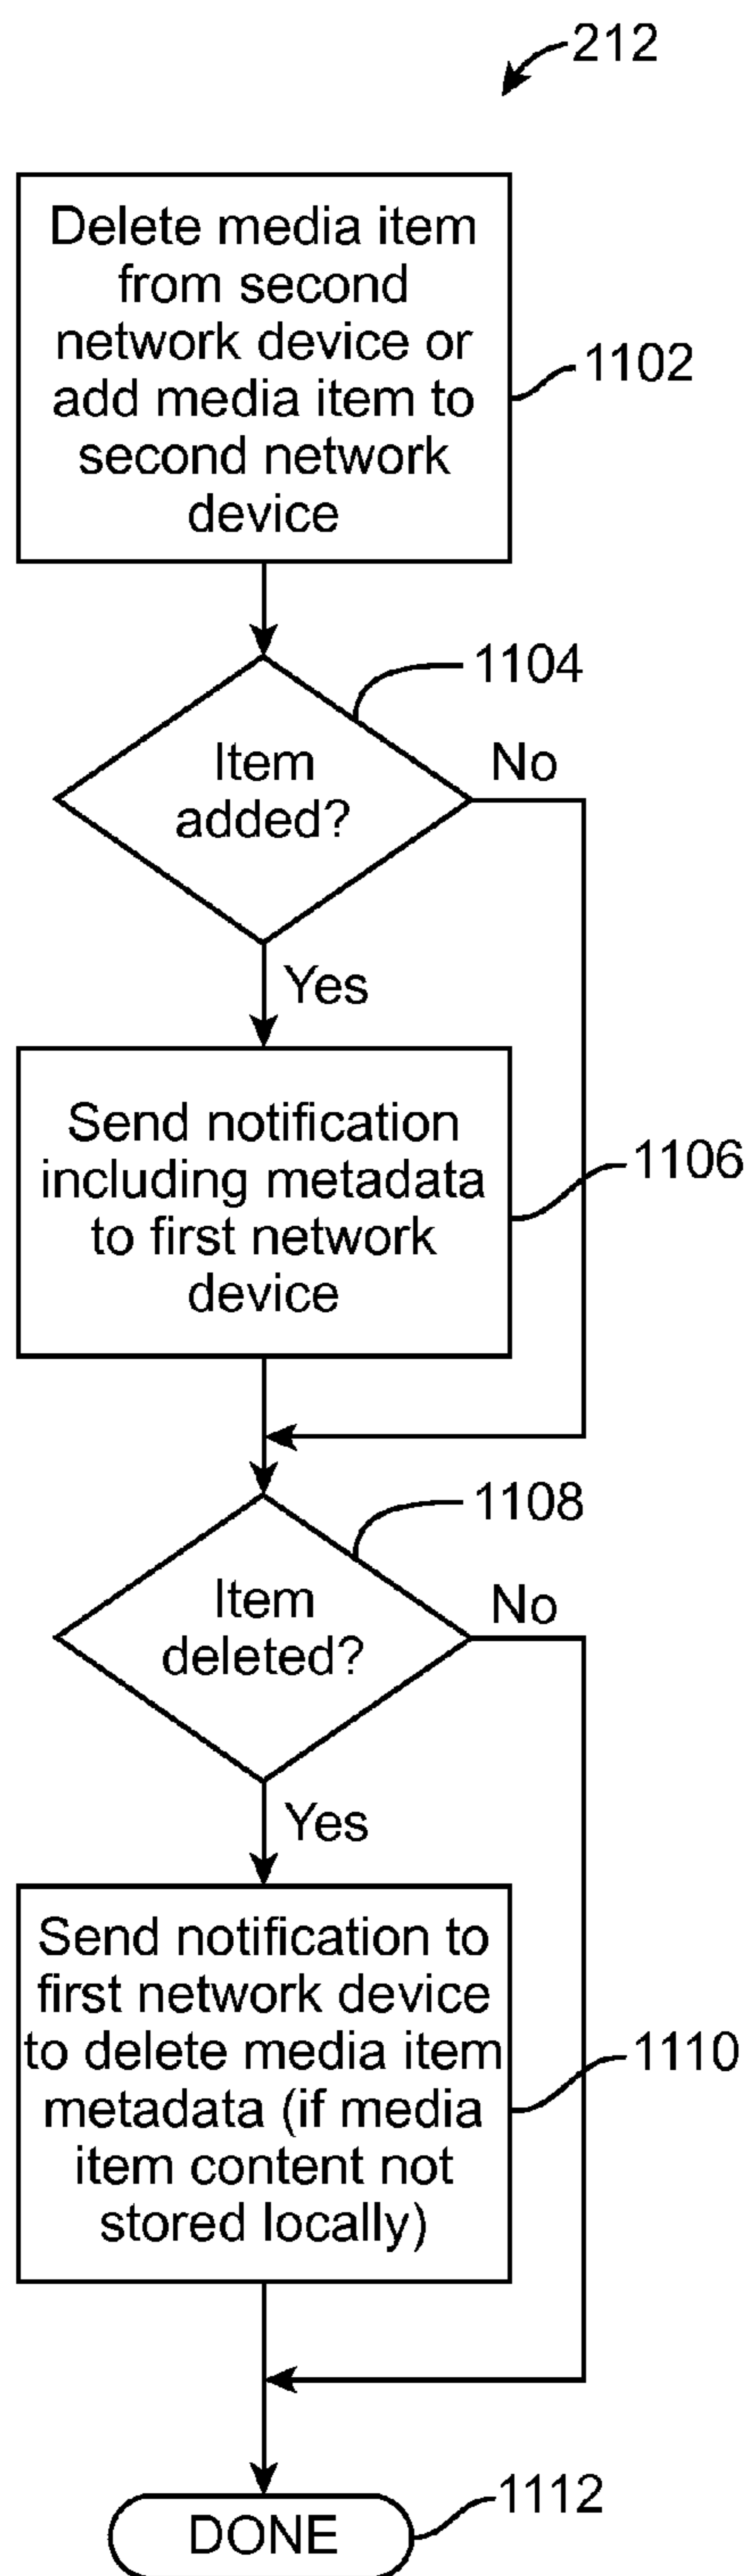 212
Delete media item
from second
network device or
add media item to
second network
device
1102
1104
Item
added?
No
Yes
Send notification
including metadata
to first network
device
1106
1108
Item
deleted?
No
Yes
Send notification to
first network device
to delete media item
metadata (if media
item content not
stored locally)
1110
DONE
1112